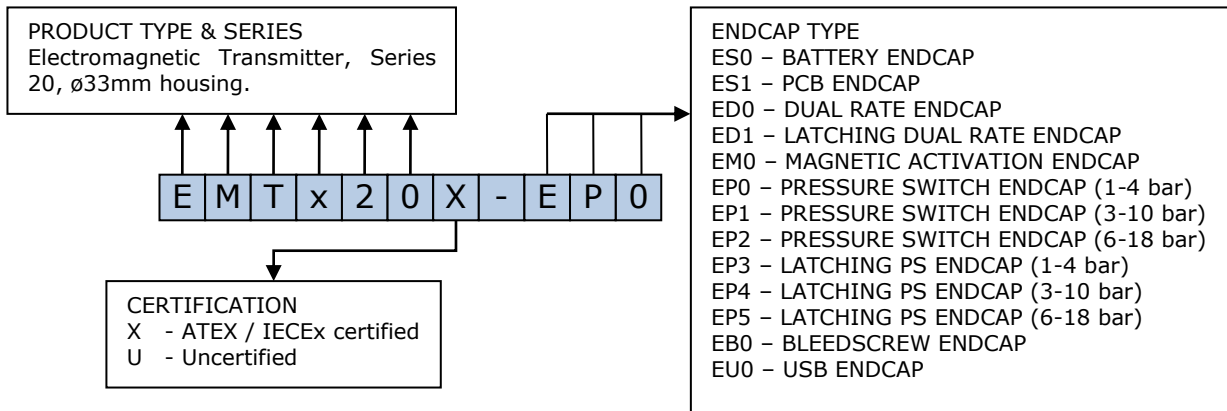 PRODUCT TYPE & SERIES
Electromagnetic Transmitter, Series
20, ø33mm housing.
E M T x 2 0 X - E P 0
CERTIFICATION
X - ATEX / IECEx certified
U - Uncertified
ENDCAP TYPE
ES0 – BATTERY ENDCAP
ES1 – PCB ENDCAP
ED0 – DUAL RATE ENDCAP
ED1 – LATCHING DUAL RATE ENDCAP
EM0 – MAGNETIC ACTIVATION ENDCAP
EP0 – PRESSURE SWITCH ENDCAP (1-4 bar)
EP1 – PRESSURE SWITCH ENDCAP (3-10 bar)
EP2 – PRESSURE SWITCH ENDCAP (6-18 bar)
EP3 – LATCHING PS ENDCAP (1-4 bar)
EP4 – LATCHING PS ENDCAP (3-10 bar)
EP5 – LATCHING PS ENDCAP (6-18 bar)
EB0 – BLEEDSCREW ENDCAP
EU0 – USB ENDCAP